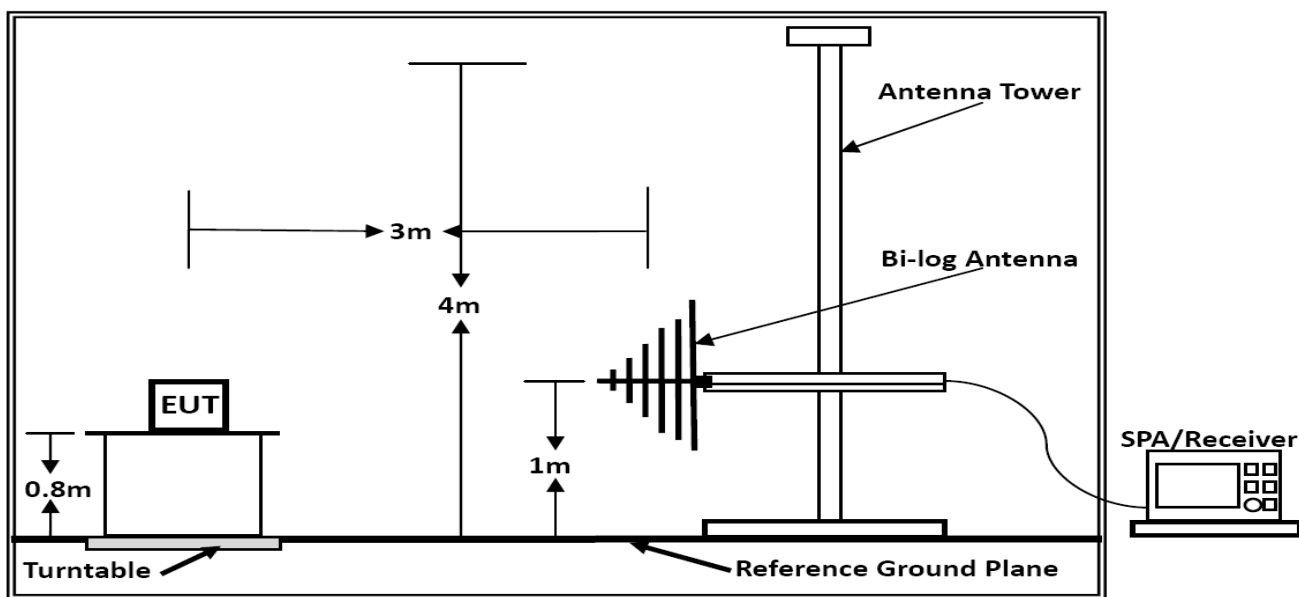 Antenna Tower
3m
Bi-log Antenna
4m
EUT
SPA/Receiver
1m
0.8m
Turntable
Reference Ground Plane